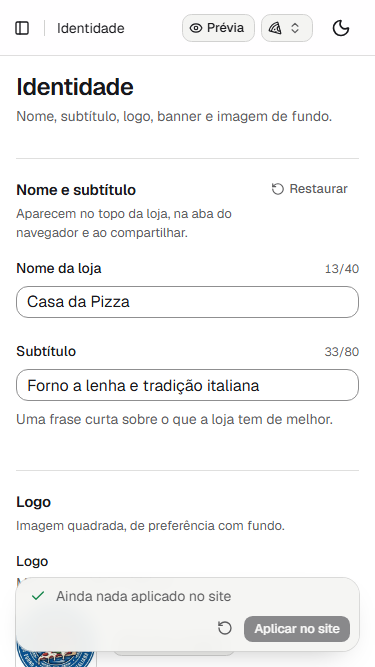 Identidade
Prévia
Identidade
Nome, subtítulo, logo, banner e imagem de fundo.
Nome e subtítulo
Restaurar
Aparecem no topo da loja, na aba do
navegador e ao compartilhar.
Nome da loja
13/40
Casa da Pizza
Subtítulo
33/80
Forno a lenha e tradição italiana
Uma frase curta sobre o que a loja tem de melhor.
Logo
Imagem quadrada, de preferência com fundo.
Logo
Ainda nada aplicado no site
Aplicar no site